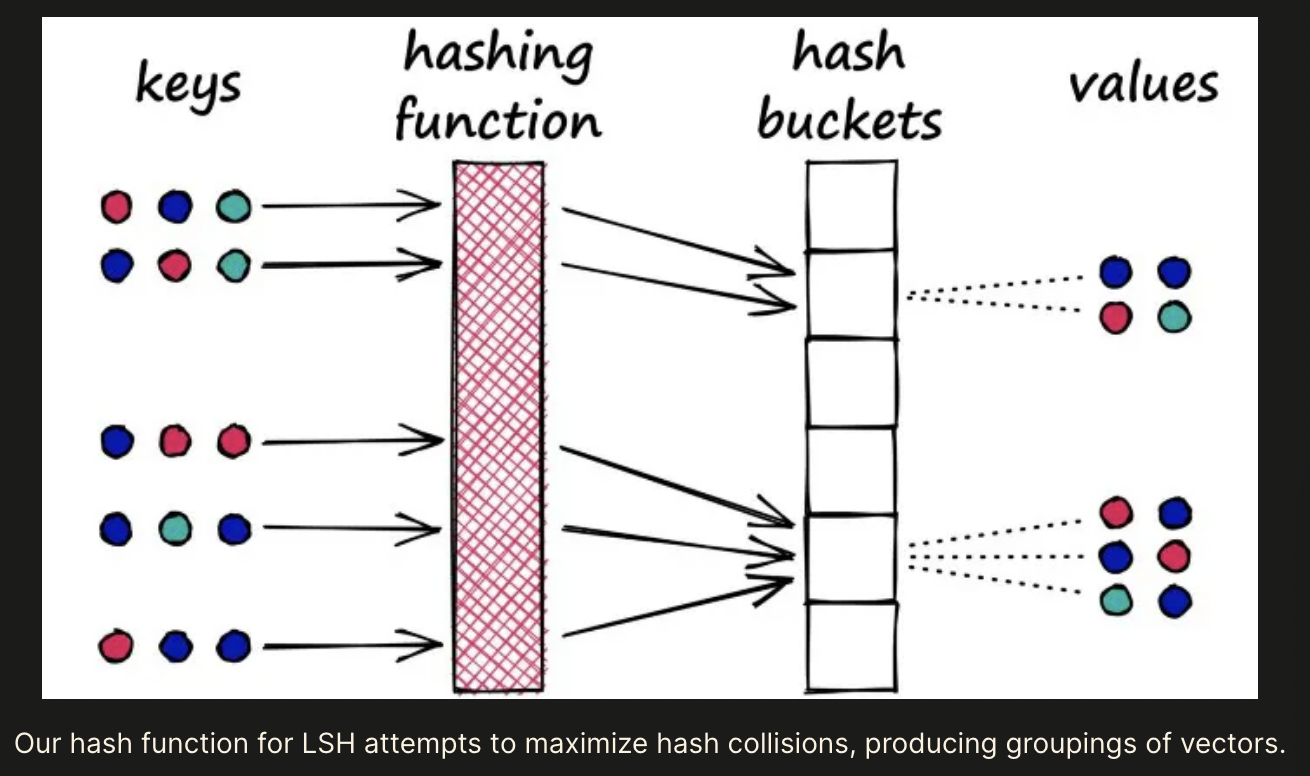 keys
hashing
function
hash
buckets
values
Our hash function for LSH attempts to maximize hash collisions, producing groupings of vectors.